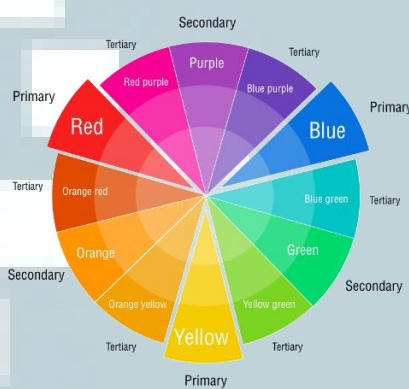 Secondary
Tertiary
Purple
Tertiary
Red purple
Blue purple
Primary
Red
Blue
Primary
Tertiary
Orange red
Blue green
Tertiary
Orange
Green
Secondary
Secondary
Orange yellow
Yellow green
Tertiary
Yellow
Tertiary
Primary